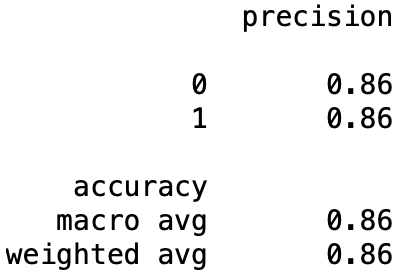 precision
0 0.86
1 0.86
accuracy
macro avg 0.86
weighted avg 0.86